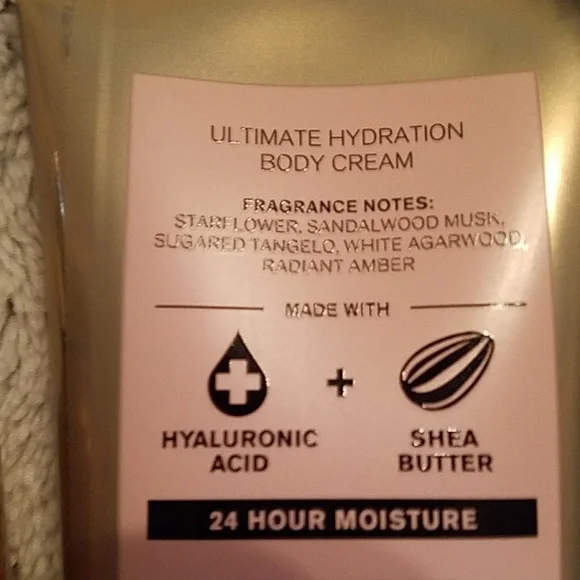 ULTIMATE HYDRATION
BODY CREAM
FRAGRANCE NOTES:
STARFLOWER, SANDALWOOD MUSK,
SUGARED TANGELO, WHITE AGARWOOD,
RADIANT AMBER
MADE WITH
+
HYALURONIC
ACID
SHEA
BUTTER
24 HOUR MOISTURE